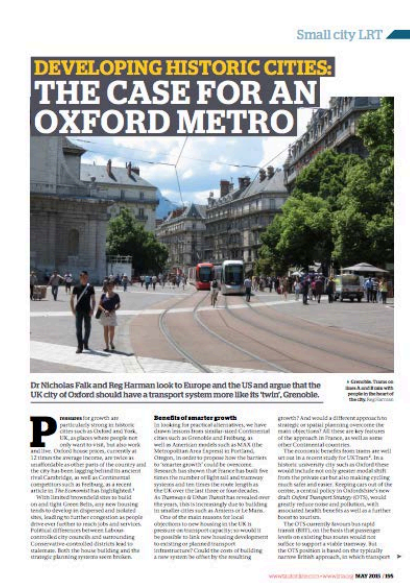 Small city LRT
DEVELOPING HISTORIC CITIES:
THE CASE FOR AN
OXFORD METRO
Grenoble. Trams on
lines A and B mix with
people in the heart of
the city. Reg Harman
Dr Nicholas Falk and Reg Harman look to Europe and the US and argue that the
UK city of Oxford should have a transport system more like its 'twin', Grenoble.
Pressures for growth are
particularly strong in historic
cities such as Oxford and York,
UK, as places where people not
only want to visit, but also work
and live. Oxford house prices, currently at
12 times the average income, are twice as
unaffordable as other parts of the country and
the city has been lagging behind its ancient
rival Cambridge, as well as Continental
competitors such as Freiburg, as a recent
article in The Economist has highlighted.
With limited brownfield sites to build
on and tight Green Belts, new housing
tends to develop in dispersed and isolated
sites, leading to further congestion as people
drive ever further to reach jobs and services.
Political differences between Labour-
controlled city councils and surrounding
Conservative-controlled districts lead to
stalemate. Both the house building and the
strategic planning systems seem broken.
Benefits of smarter growth
In looking for practical alternatives, we have
drawn lessons from similar sized Continental
cities such as Grenoble and Freiburg, as
well as American models such as MAX (the
Metropolitan Area Express) in Portland,
Oregon, in order to propose how the barriers
to 'smarter growth' could be overcome.
Research has shown that France has built five
times the number of light rail and tramway
systems and ten times the route length as
the UK over the last three or four decades.
As Tramways & Urban Transit has revealed over
the years, this is increasingly due to building
in smaller cities such as Amiens or Le Mans.
One of the main reasons for local
objections to new housing in the UK is
pressure on transport capacity; so would it
be possible to link new housing development
to existing or planned transport
infrastructure? Could the costs of building
a new system be offset by the resulting
growth? And would a different approach to
strategic or spatial planning overcome the
main objections? All these are key features
of the approach in France, as well as some
other Continental countries.
The economic benefits from trams are well
set out in a recent study for UKTram. In a
historic university city such as Oxford these
would include not only greater modal shift
from the private car but also making cycling
much safer and easier. Keeping cars out of the
centre, a central policy in Oxfordshire's new
draft Oxford Transport Strategy (OTS), would
greatly reduce noise and pollution, with
associated health benefits as well as a further
boost to tourism.
The OTS currently favours bus rapid
transit (BRT), on the basis that passenger
levels on existing bus routes would not
suffice to support a viable tramway. But
the OTS position is based on the typically
narrow British approach, in which transport
MAY 2015 / 195